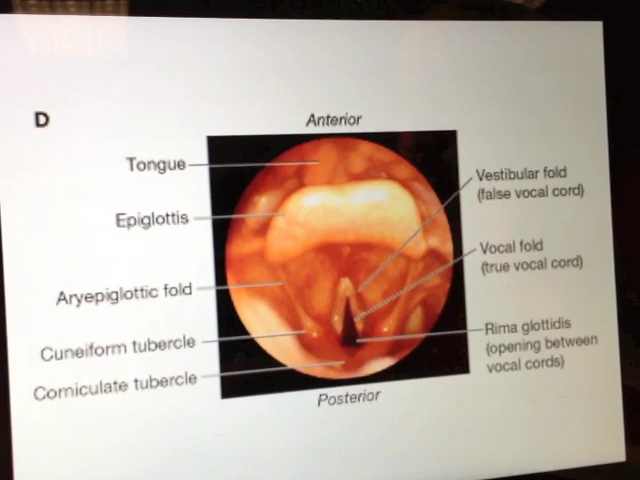 D
Anterior
Tongue
Epiglottis
Aryepiglottic fold
Cuneiform tubercle
Corniculate tubercle
Vestibular fold
(false vocal cord)
Vocal fold
(true vocal cord)
Rima glottidis
(opening between
vocal cords)
Posterior